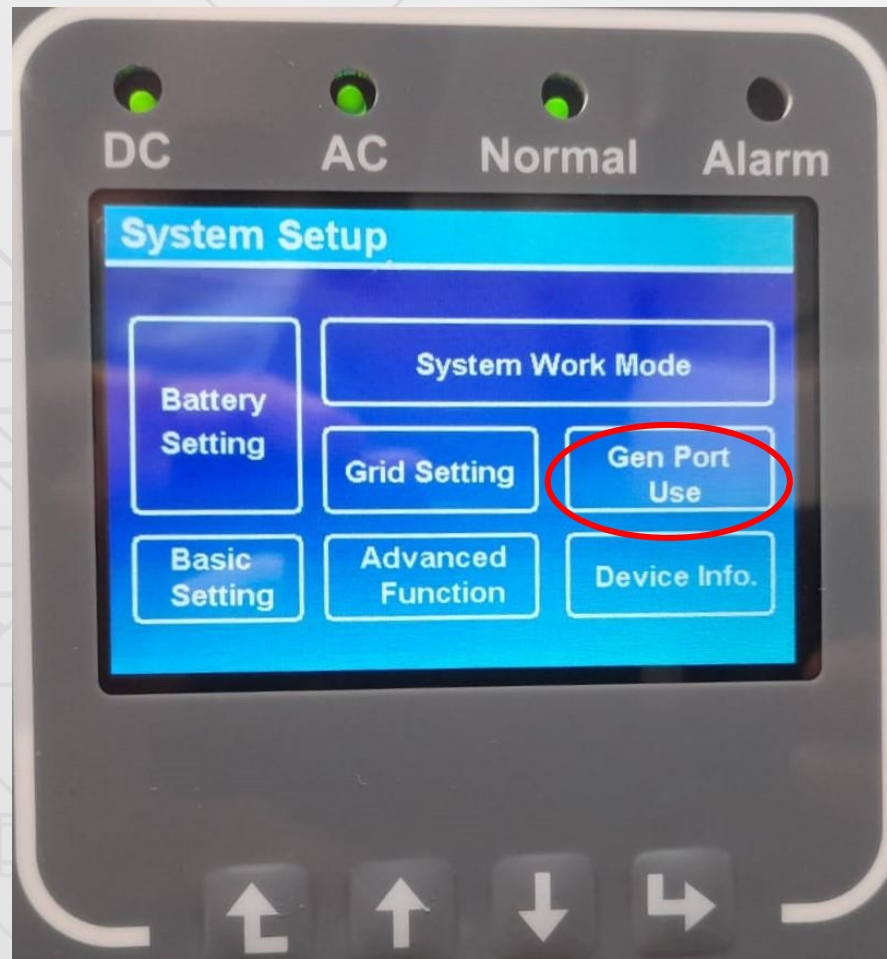 DC AC Normal Alarm
System Setup
System Work Mode
Battery
Setting
Grid Setting
Gen Port
Use
Basic
Setting
Advanced
Function
Device Info.